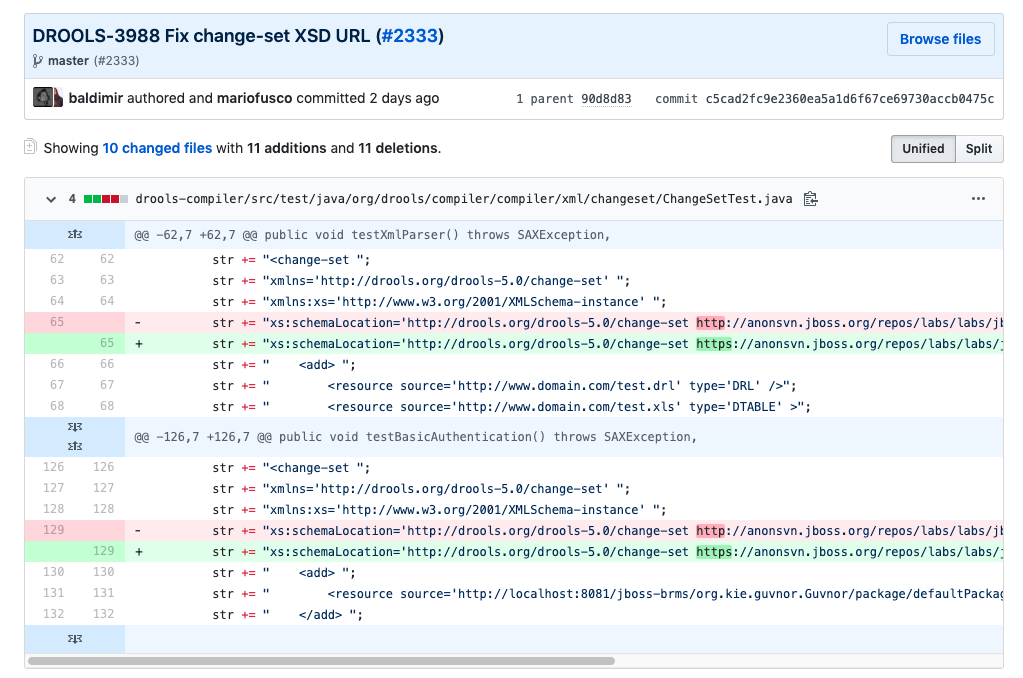 DROOLS-3988 Fix change-set XSD URL (#2333)
Browse files
master (#2333)
baldimir authored and mariofusco committed 2 days ago
1 parent 90d8d83 commit c5cad2fc9e2360ea5a1d6f67ce69730accb0475c
Showing 10 changed files with 11 additions and 11 deletions.
Unified Split
4 drools-compiler/src/test/java/org/drools/compiler/compiler/xml/changeset/ChangeSetTest.java
@@ -62,7 +62,7 @@ public void testXmlParser() throws SAXException,
62 62 str += "<change-set ";
63 63 str += "xmlns='http://drools.org/drools-5.0/change-set' ";
64 64 str += "xmlns:xs='http://www.w3.org/2001/XMLSchema-instance' ";
65 - str += "xs:schemaLocation='http://drools.org/drools-5.0/change-set http://anonsvn.jboss.org/repos/labs/labs/jb
65 + str += "xs:schemaLocation='http://drools.org/drools-5.0/change-set https://anonsvn.jboss.org/repos/labs/labs/j
66 66 str += "    <add> ";
67 67 str += "        <resource source='http://www.domain.com/test.drl' type='DRL' />";
68 68 str += "        <resource source='http://www.domain.com/test.xls' type='DTABLE' >";
@@ -126,7 +126,7 @@ public void testBasicAuthentication() throws SAXException,
126 126 str += "<change-set ";
127 127 str += "xmlns='http://drools.org/drools-5.0/change-set' ";
128 128 str += "xmlns:xs='http://www.w3.org/2001/XMLSchema-instance' ";
129 - str += "xs:schemaLocation='http://drools.org/drools-5.0/change-set http://anonsvn.jboss.org/repos/labs/labs/jb
129 + str += "xs:schemaLocation='http://drools.org/drools-5.0/change-set https://anonsvn.jboss.org/repos/labs/labs/j
130 130 str += "    <add> ";
131 131 str += "        <resource source='http://localhost:8081/jboss-brms/org.kie.guvnor.Guvnor/package/defaultPackag
132 132 str += "    </add> ";